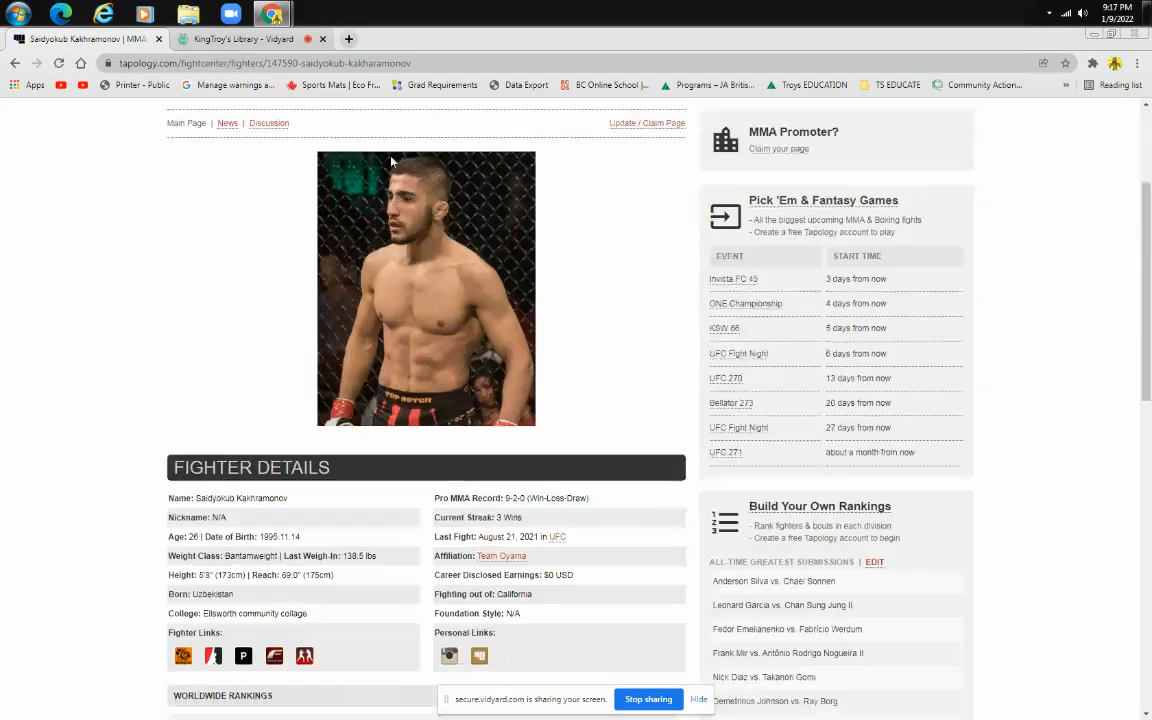 9:17 PM
1/9/2022
Saidyokub Kakhramonov | MMA
KingTroy's Library - Vidyard
tapology.com/fightcenter/fighters/147590-saidyokub-kakharamonov
Apps
Printer - Public
Manage warnings a...
Sports Mats | Eco Fr...
Grad Requirements
Data Export
BC Online School |...
Programs – JA Britis...
Troys EDUCATION
TS EDUCATE
Community Action...
»
Reading list
Main Page | News | Discussion
Update / Claim Page
TOP NOTCH
FIGHTER DETAILS
Name: Saidyokub Kakhramonov
Pro MMA Record: 9-2-0 (Win-Loss-Draw)
Nickname: N/A
Current Streak: 3 Wins
Age: 26 | Date of Birth: 1995.11.14
Last Fight: August 21, 2021 in UFC
Weight Class: Bantamweight | Last Weigh-In: 138.5 lbs
Affiliation: Team Oyama
Height: 5'8" (173cm) | Reach: 69.0" (175cm)
Career Disclosed Earnings: $0 USD
Born: Uzbekistan
Fighting out of: California
College: Ellsworth community collage
Foundation Style: N/A
Fighter Links:
Personal Links:
WORLDWIDE RANKINGS
MMA Promoter?
Claim your page
Pick 'Em & Fantasy Games
- All the biggest upcoming MMA & Boxing fights
- Create a free Tapology account to play
EVENT START TIME
Invicta FC 45 3 days from now
ONE Championship 4 days from now
KSW 66 5 days from now
UFC Fight Night 6 days from now
UFC 270 13 days from now
Bellator 273 20 days from now
UFC Fight Night 27 days from now
UFC 271 about a month from now
1
2
3
Build Your Own Rankings
- Rank fighters & bouts in each division
- Create a free Tapology account to begin
ALL-TIME GREATEST SUBMISSIONS | EDIT
Anderson Silva vs. Chael Sonnen
Leonard Garcia vs. Chan Sung Jung II
Fedor Emelianenko vs. Fabrício Werdum
Frank Mir vs. Antônio Rodrigo Nogueira II
Nick Diaz vs. Takanori Gomi
Demetrious Johnson vs. Ray Borg
secure.vidyard.com is sharing your screen.
Stop sharing
Hide